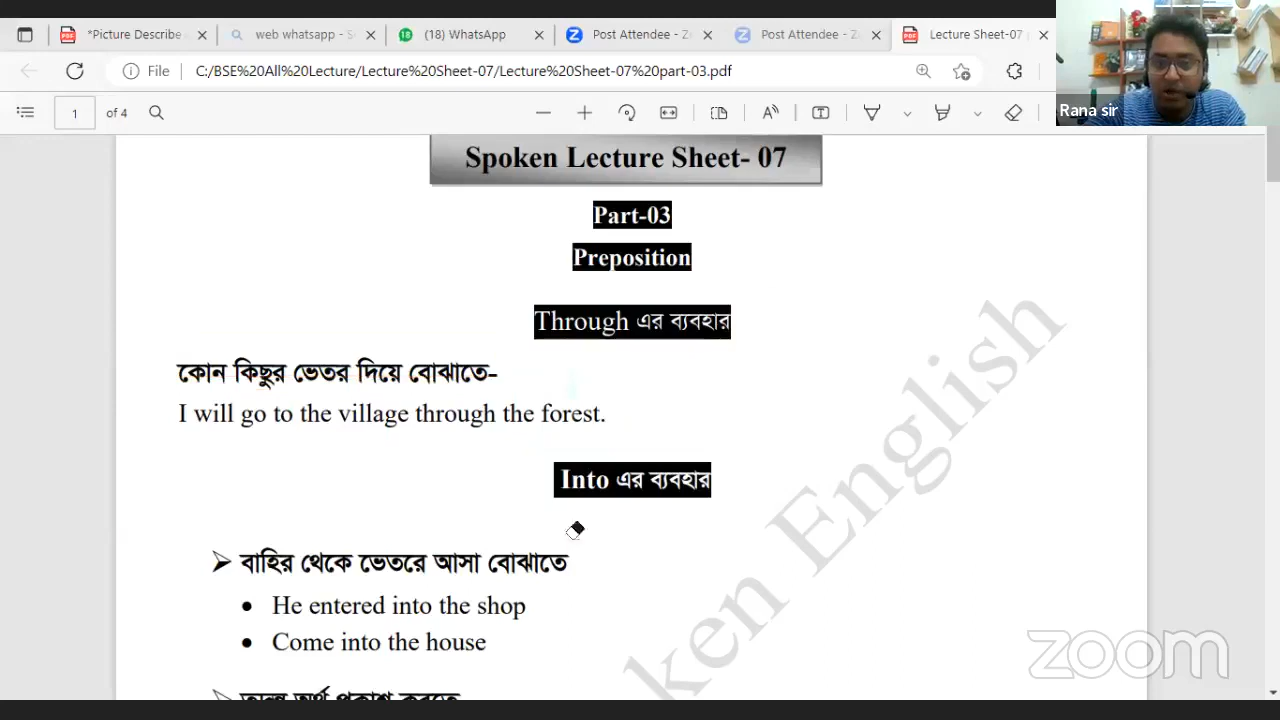 *Picture Describe
web whatsapp - S
(18) WhatsApp
Post Attendee - Z
Post Attendee - Z
Lecture Sheet-07
File
C:/BSE%20All%20Lecture/Lecture%20Sheet-07/Lecture%20Sheet-07%20part-03.pdf
1 of 4
Rana sir
Spoken Lecture Sheet- 07
Part-03
Preposition
Through এর ব্যবহার
কোন কিছুর ভেতর দিয়ে বোঝাতে-
I will go to the village through the forest.
Into এর ব্যবহার
➢ বাহির থেকে ভেতরে আসা বোঝাতে
• He entered into the shop
• Come into the house
ken English
zoom